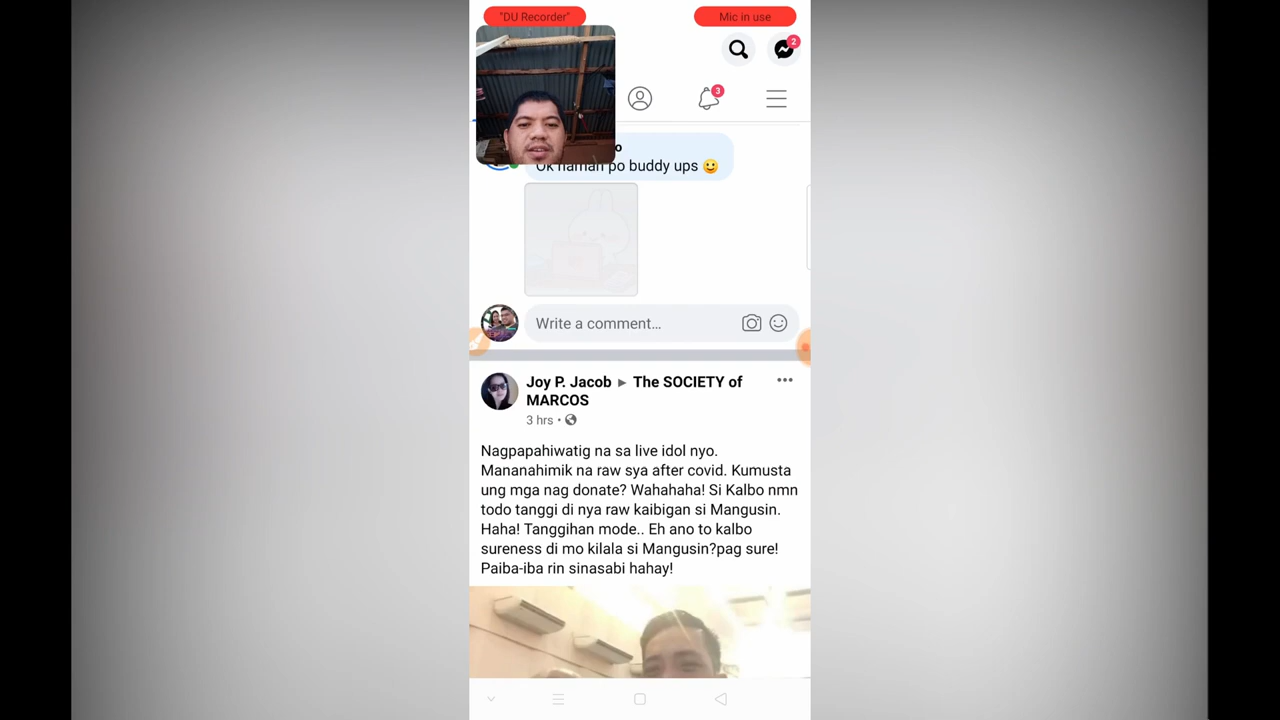 "DU Recorder"
Mic in use
2
3
o
Ok naman po buddy ups
Write a comment...
Joy P. Jacob ▸ The SOCIETY of
MARCOS
3 hrs •
Nagpapahiwatig na sa live idol nyo.
Mananahimik na raw sya after covid. Kumusta
ung mga nag donate? Wahahaha! Si Kalbo nmn
todo tanggi di nya raw kaibigan si Mangusin.
Haha! Tanggihan mode.. Eh ano to kalbo
sureness di mo kilala si Mangusin?pag sure!
Paiba-iba rin sinasabi hahay!